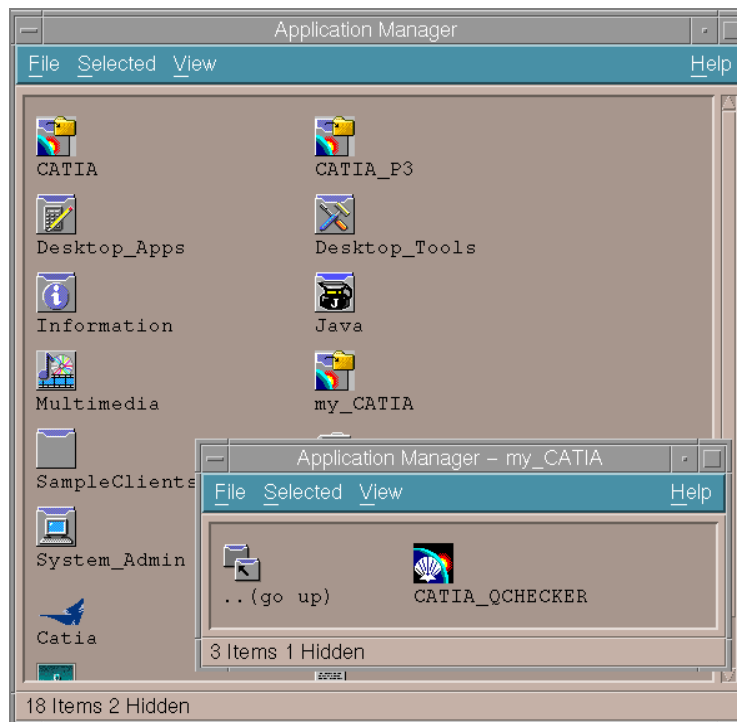 Application Manager
File Selected View Help
CATIA CATIA_P3
Desktop_Apps Desktop_Tools
Information Java
Multimedia my_CATIA
SampleClients
System_Admin
Catia
Application Manager – my_CATIA
File Selected View Help
..(go up) CATIA_QCHECKER
3 Items 1 Hidden
18 Items 2 Hidden